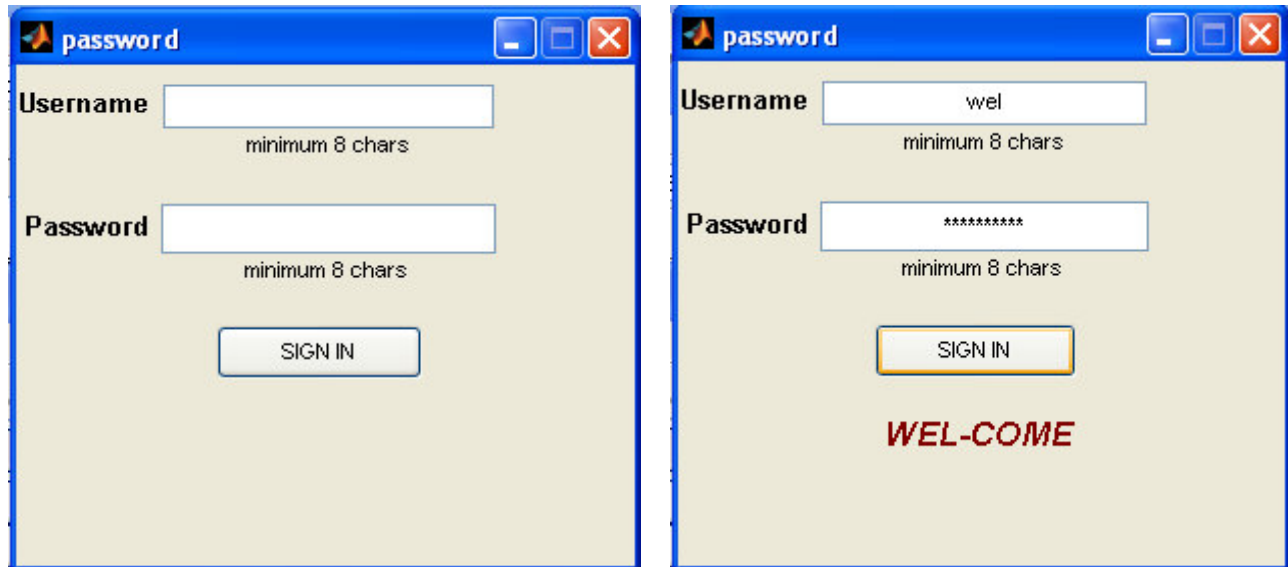 password
Username
minimum 8 chars
Password
minimum 8 chars
SIGN IN
password
Username wel
minimum 8 chars
Password **********
minimum 8 chars
SIGN IN
WEL-COME